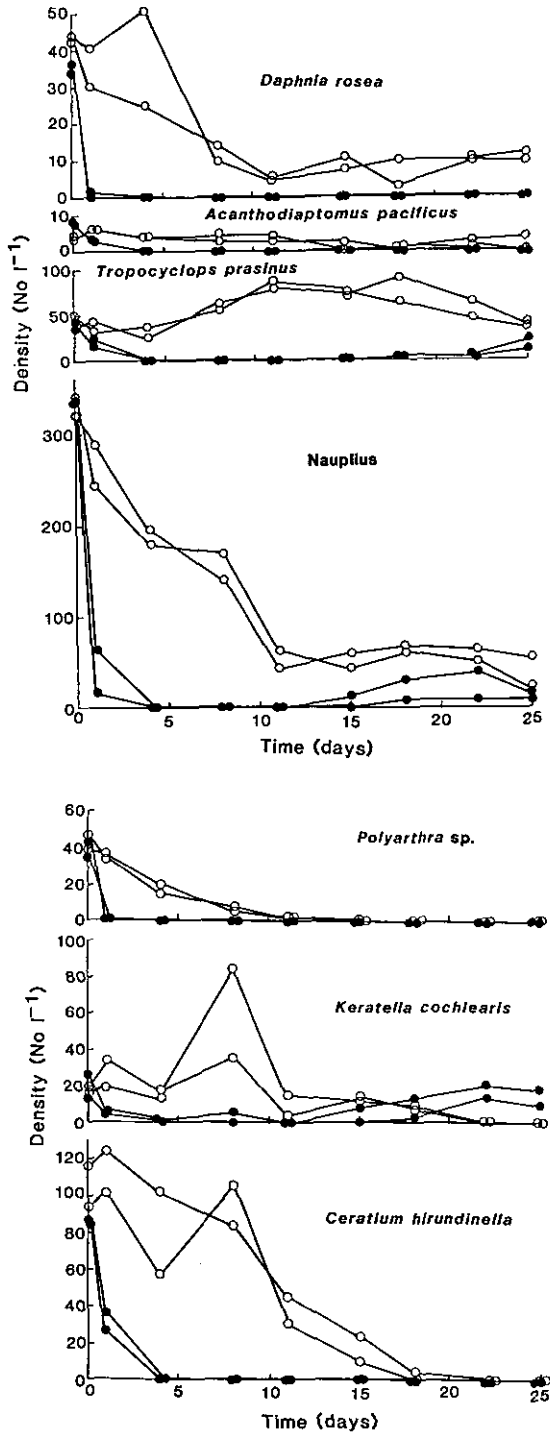 50
40
30
20
10
0
Daphnia rosea
10
0
Acanthodiaptomus pacificus
100
50
0
Tropocyclops prasinus
Density (No l⁻¹)
300
200
100
0
Nauplius
0 5 10 15 20 25
Time (days)
60
40
20
0
Polyarthra sp.
100
80
60
40
20
0
Keratella cochlearis
Density (No l⁻¹)
120
100
80
60
40
20
0
Ceratium hirundinella
0 5 10 15 20 25
Time (days)